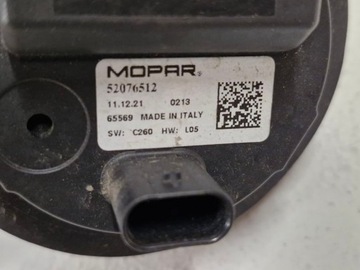 MOPAR®
52076512
11.12.21 0213
65569 MADE IN ITALY
SW: C260 HW: L05